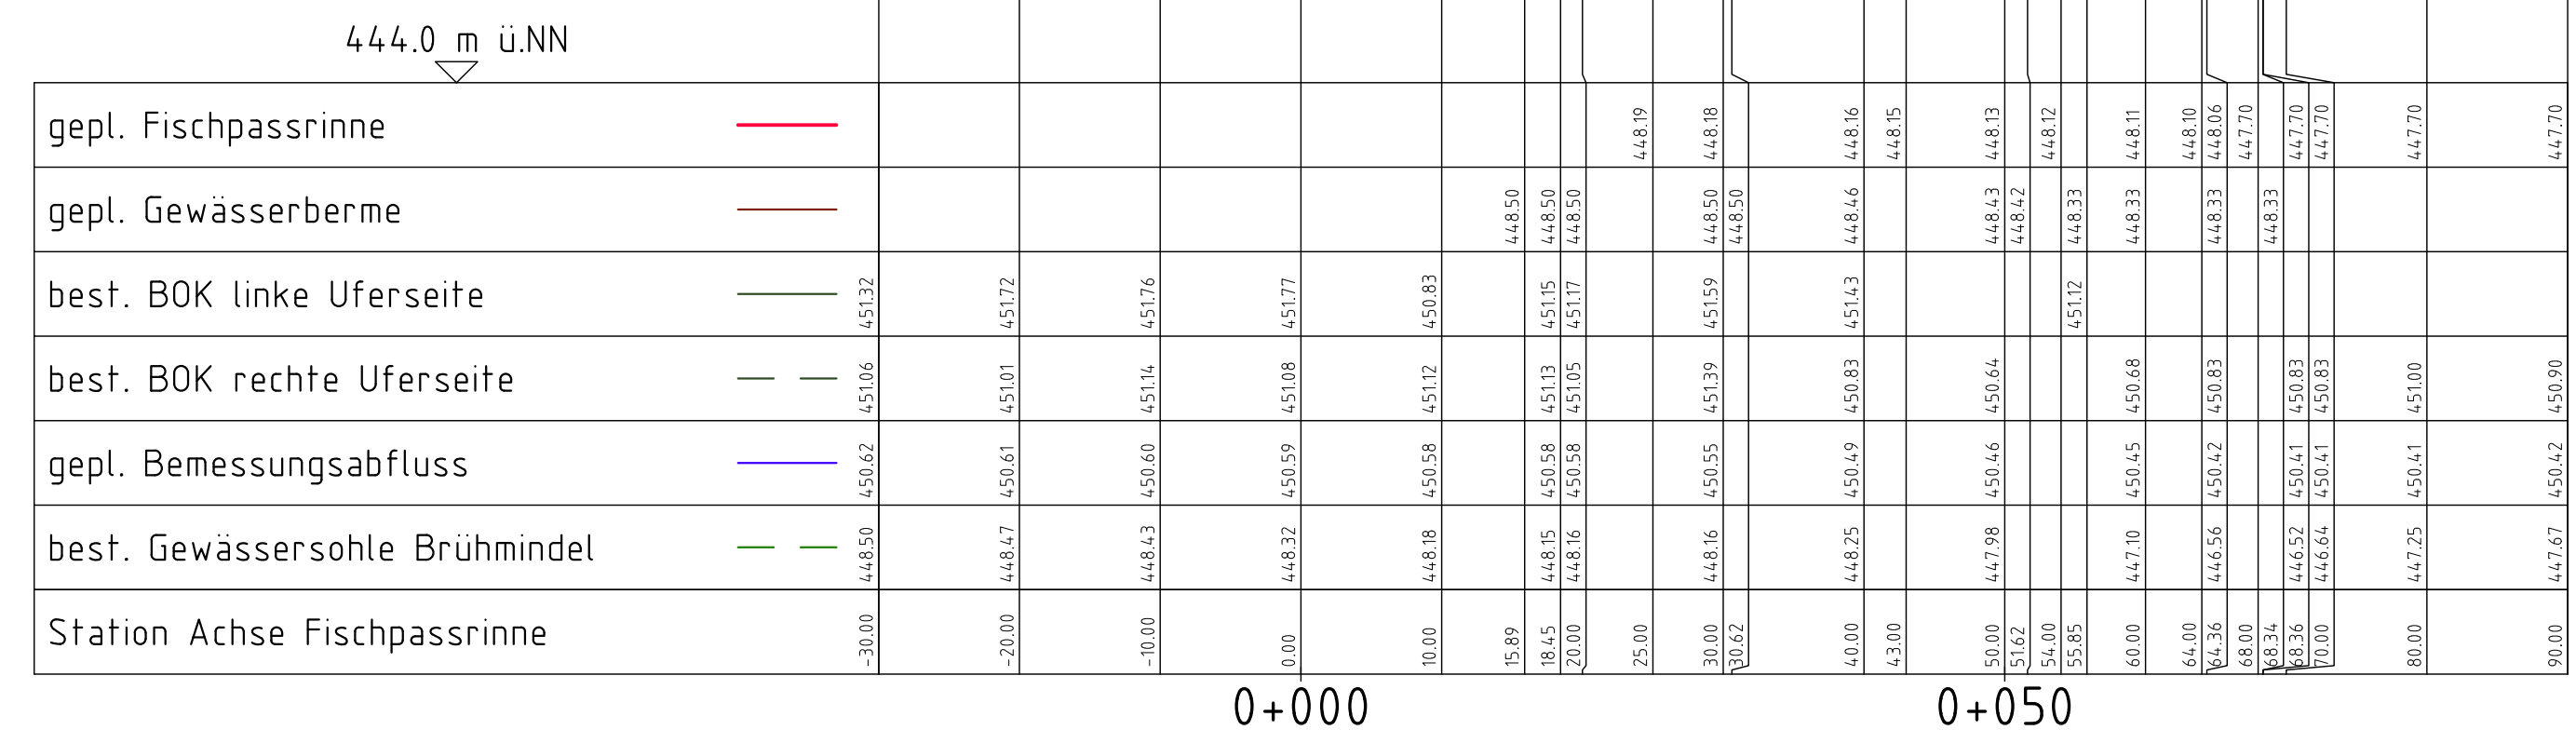 444.0 m ü.NN
gepl. Fischpassrinne 448.19 448.18 448.16 448.15 448.13 448.12 448.11 448.10 448.06 447.70 447.70 447.70 447.70 447.70
gepl. Gewässerberme 448.50 448.50 448.50 448.50 448.50 448.46 448.43 448.42 448.33 448.33 448.33 448.33
best. BOK linke Uferseite 451.32 451.72 451.76 451.77 450.83 451.15 451.17 451.59 451.43 451.12
best. BOK rechte Uferseite 451.06 451.01 451.14 451.08 451.12 451.13 451.05 451.39 450.83 450.64 450.68 450.83 450.83 450.83 451.00 450.90
gepl. Bemessungsabfluss 450.62 450.61 450.60 450.59 450.58 450.58 450.58 450.55 450.49 450.46 450.45 450.42 450.41 450.41 450.41 450.42
best. Gewässersohle Brühmindel 448.50 448.47 448.43 448.32 448.18 448.15 448.16 448.16 448.25 447.98 447.10 446.56 446.52 446.64 447.25 447.67
Station Achse Fischpassrinne -30.00 -20.00 -10.00 0.00 10.00 15.89 18.45 20.00 25.00 30.00 30.62 40.00 43.00 50.00 51.62 54.00 55.85 60.00 64.00 64.36 68.00 68.34 68.36 70.00 80.00 90.00
0+000 0+050